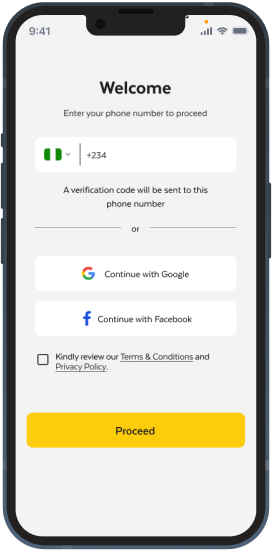 9:41
Welcome
Enter your phone number to proceed
+234
A verification code will be sent to this
phone number
or
Continue with Google
Continue with Facebook
Kindly review our Terms & Conditions and
Privacy Policy.
Proceed